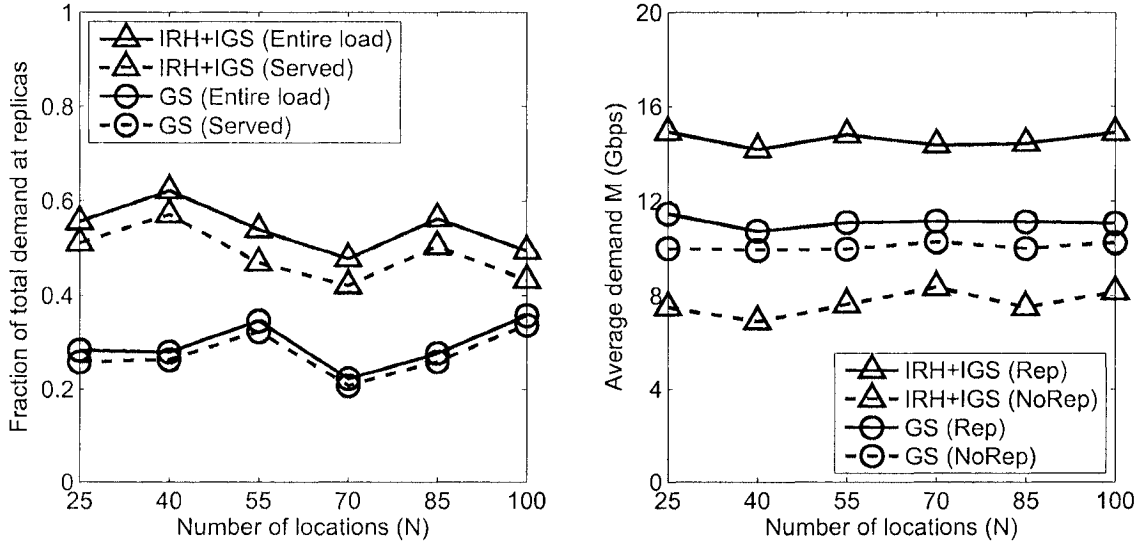 Fraction of total demand at replicas
1
0.8
0.6
0.4
0.2
0
IRH+IGS (Entire load)
IRH+IGS (Served)
GS (Entire load)
GS (Served)
25 40 55 70 85 100
Number of locations (N)
Average demand M (Gbps)
20
16
12
8
4
0
IRH+IGS (Rep)
IRH+IGS (NoRep)
GS (Rep)
GS (NoRep)
25 40 55 70 85 100
Number of locations (N)